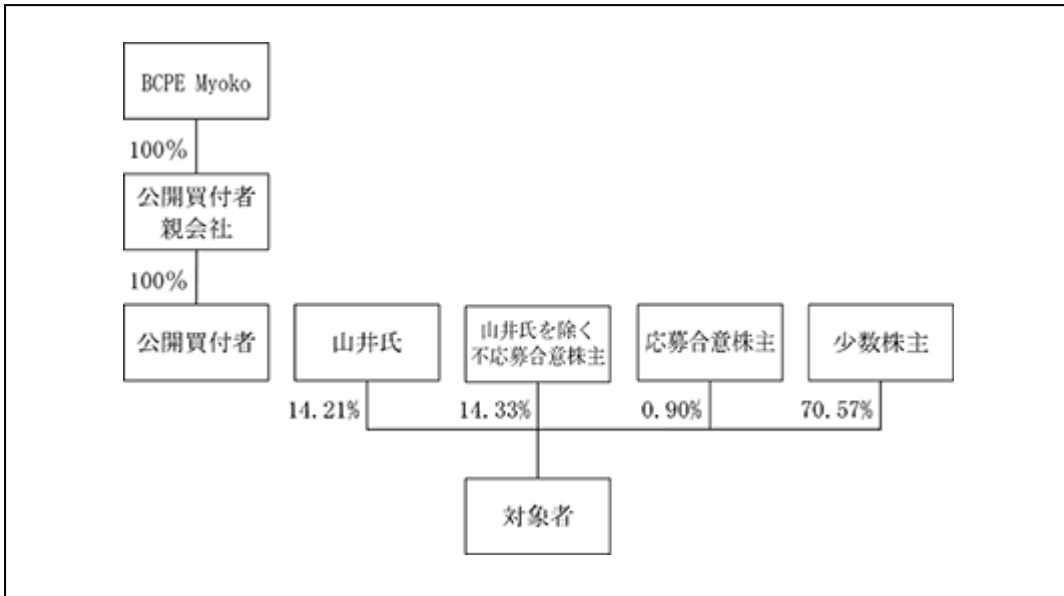 BCPE Myoko
100%
公開買付者
親会社
100%
公開買付者
山井氏
山井氏を除く
不応募合意株主
応募合意株主
少数株主
14.21%
14.33%
0.90%
70.57%
対象者